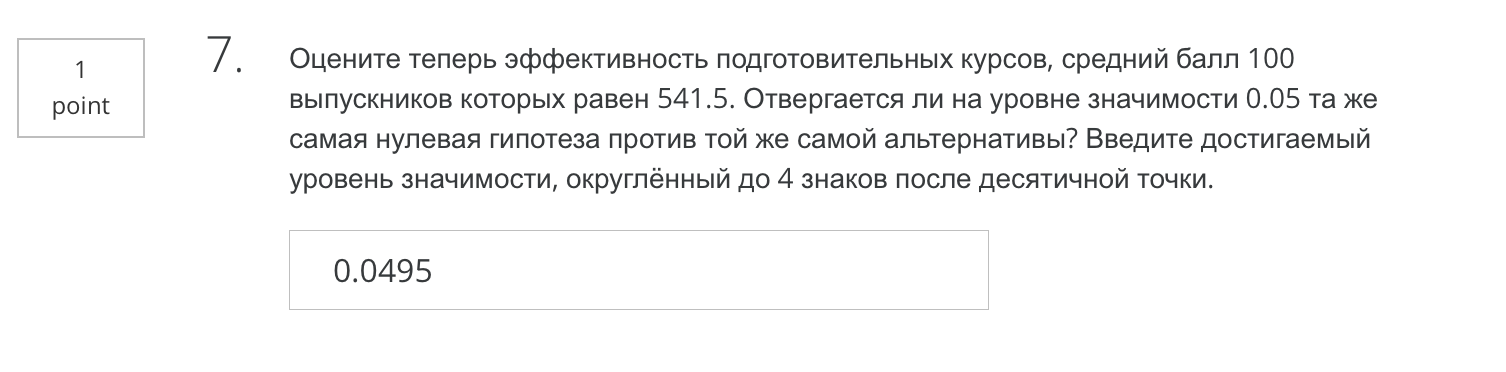 1
point
7.
Оцените теперь эффективность подготовительных курсов, средний балл 100
выпускников которых равен 541.5. Отвергается ли на уровне значимости 0.05 та же
самая нулевая гипотеза против той же самой альтернативы? Введите достигаемый
уровень значимости, округлённый до 4 знаков после десятичной точки.
0.0495